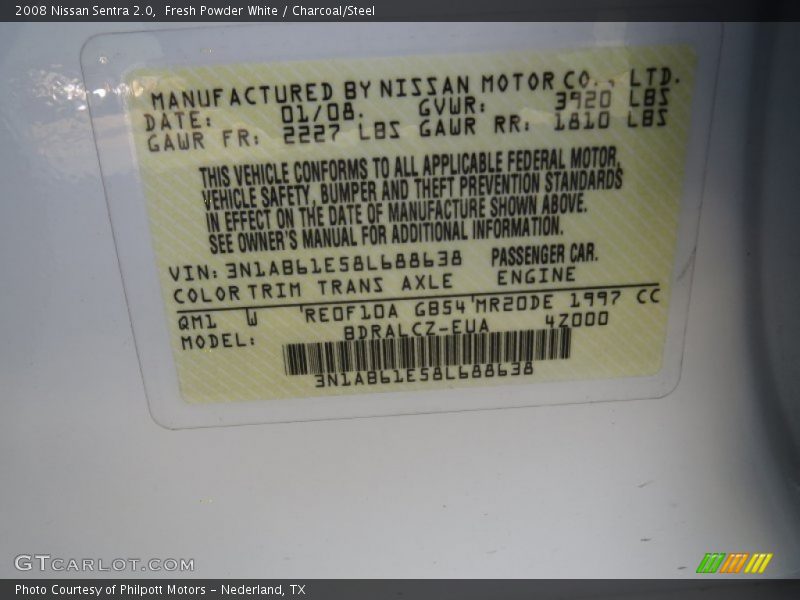 2008 Nissan Sentra 2.0,  Fresh Powder White / Charcoal/Steel
MANUFACTURED BY NISSAN MOTOR CO., LTD.
DATE: 01/08. GVWR: 3920 LBS
GAWR FR: 2227 LBS GAWR RR: 1810 LBS
THIS VEHICLE CONFORMS TO ALL APPLICABLE FEDERAL MOTOR,
VEHICLE SAFETY, BUMPER AND THEFT PREVENTION STANDARDS
IN EFFECT ON THE DATE OF MANUFACTURE SHOWN ABOVE.
SEE OWNER'S MANUAL FOR ADDITIONAL INFORMATION.
VIN: 3N1AB61E58L688638 PASSENGER CAR.
COLOR TRIM TRANS AXLE ENGINE
QM1 W RE0F10A GB54 MR20DE 1997 CC
MODEL: BDRALCZ-EUA 4Z000
3N1AB61E58L688638
GTCARLOT.COM
Photo Courtesy of Philpott Motors - Nederland, TX